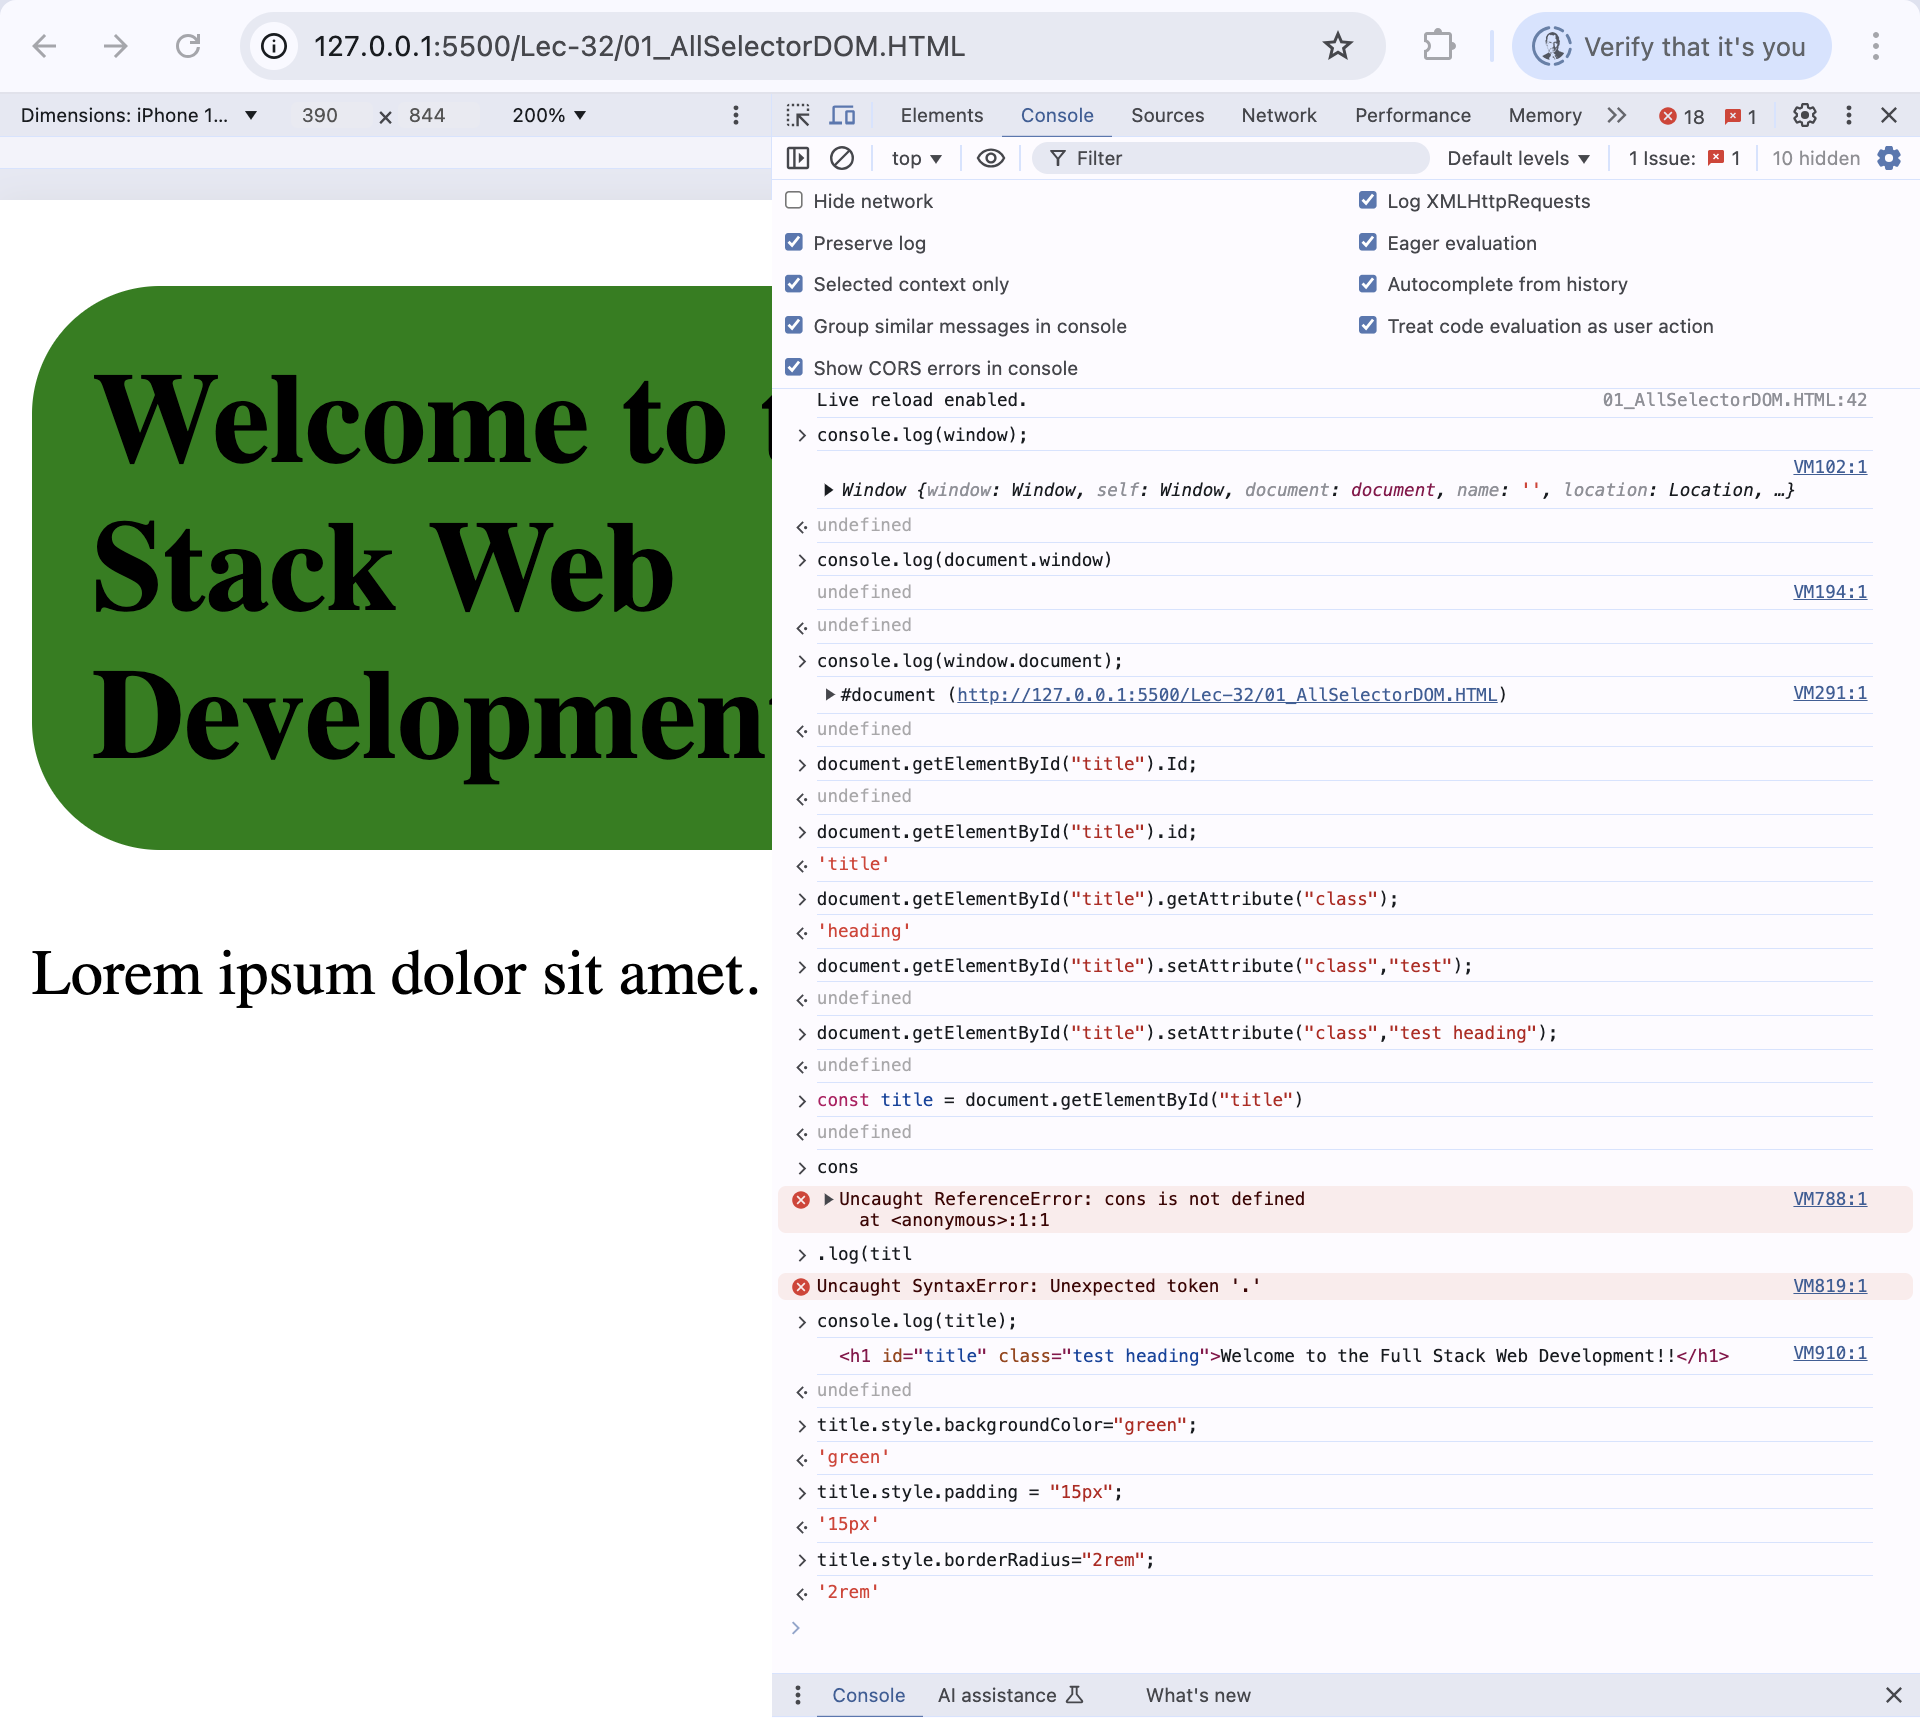 127.0.0.1:5500/Lec-32/01_AllSelectorDOM.HTML
Verify that it's you
Dimensions: iPhone 1... 390 × 844 200%
Elements Console Sources Network Performance Memory 18 1
top Filter Default levels 1 Issue: 1 10 hidden
Hide network Log XMLHttpRequests
Preserve log Eager evaluation
Selected context only Autocomplete from history
Group similar messages in console Treat code evaluation as user action
Show CORS errors in console
Welcome to t
Stack Web
Development
Lorem ipsum dolor sit amet.
Live reload enabled. 01_AllSelectorDOM.HTML:42
console.log(window);
VM102:1
Window {window: Window, self: Window, document: document, name: '', location: Location, …}
undefined
console.log(document.window)
undefined VM194:1
undefined
console.log(window.document);
#document (http://127.0.0.1:5500/Lec-32/01_AllSelectorDOM.HTML) VM291:1
undefined
document.getElementById("title").Id;
undefined
document.getElementById("title").id;
'title'
document.getElementById("title").getAttribute("class");
'heading'
document.getElementById("title").setAttribute("class","test");
undefined
document.getElementById("title").setAttribute("class","test heading");
undefined
const title = document.getElementById("title")
undefined
cons
Uncaught ReferenceError: cons is not defined VM788:1
at <anonymous>:1:1
.log(titl
Uncaught SyntaxError: Unexpected token '.' VM819:1
console.log(title);
<h1 id="title" class="test heading">Welcome to the Full Stack Web Development!!</h1> VM910:1
undefined
title.style.backgroundColor="green";
'green'
title.style.padding = "15px";
'15px'
title.style.borderRadius="2rem";
'2rem'
Console AI assistance What's new